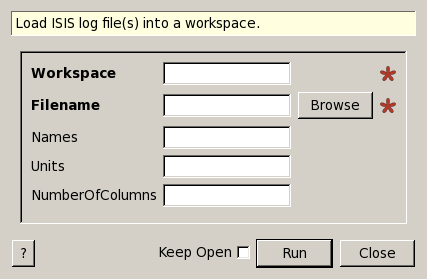 Load ISIS log file(s) into a workspace.
Workspace
Filename Browse
Names
Units
NumberOfColumns
? Keep Open Run Close